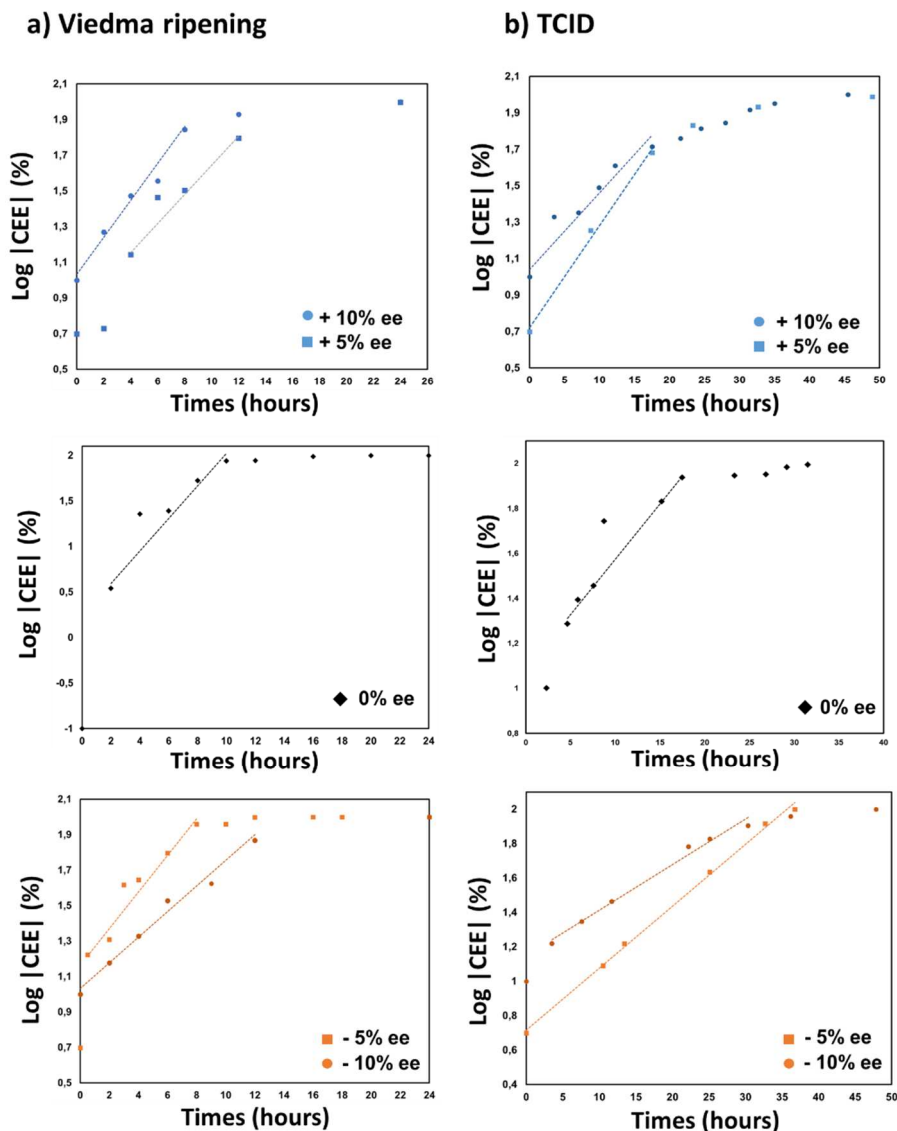 a) Viedma ripening
b) TCID
2,1
1,9
1,7
1,5
1,3
1,1
0,9
0,7
0,5
Log |CEE| (%)
+ 10% ee
+ 5% ee
0 2 4 6 8 10 12 14 16 18 20 22 24 26
Times (hours)
2,1
1,9
1,7
1,5
1,3
1,1
0,9
0,7
0,5
Log |CEE| (%)
+ 10% ee
+ 5% ee
0 5 10 15 20 25 30 35 40 45 50
Times (hours)
2
1,5
1
0,5
0
-0,5
-1
Log |CEE| (%)
0% ee
0 2 4 6 8 10 12 14 16 18 20 22 24
Times (hours)
2
1,8
1,6
1,4
1,2
1
0,8
Log |CEE| (%)
0% ee
0 5 10 15 20 25 30 35 40
Times (hours)
2,1
1,9
1,7
1,5
1,3
1,1
0,9
0,7
0,5
Log |CEE| (%)
- 5% ee
- 10% ee
0 2 4 6 8 10 12 14 16 18 20 22 24
Times (hours)
2
1,8
1,6
1,4
1,2
1
0,8
0,6
0,4
Log |CEE| (%)
- 5% ee
- 10% ee
0 5 10 15 20 25 30 35 40 45 50
Times (hours)